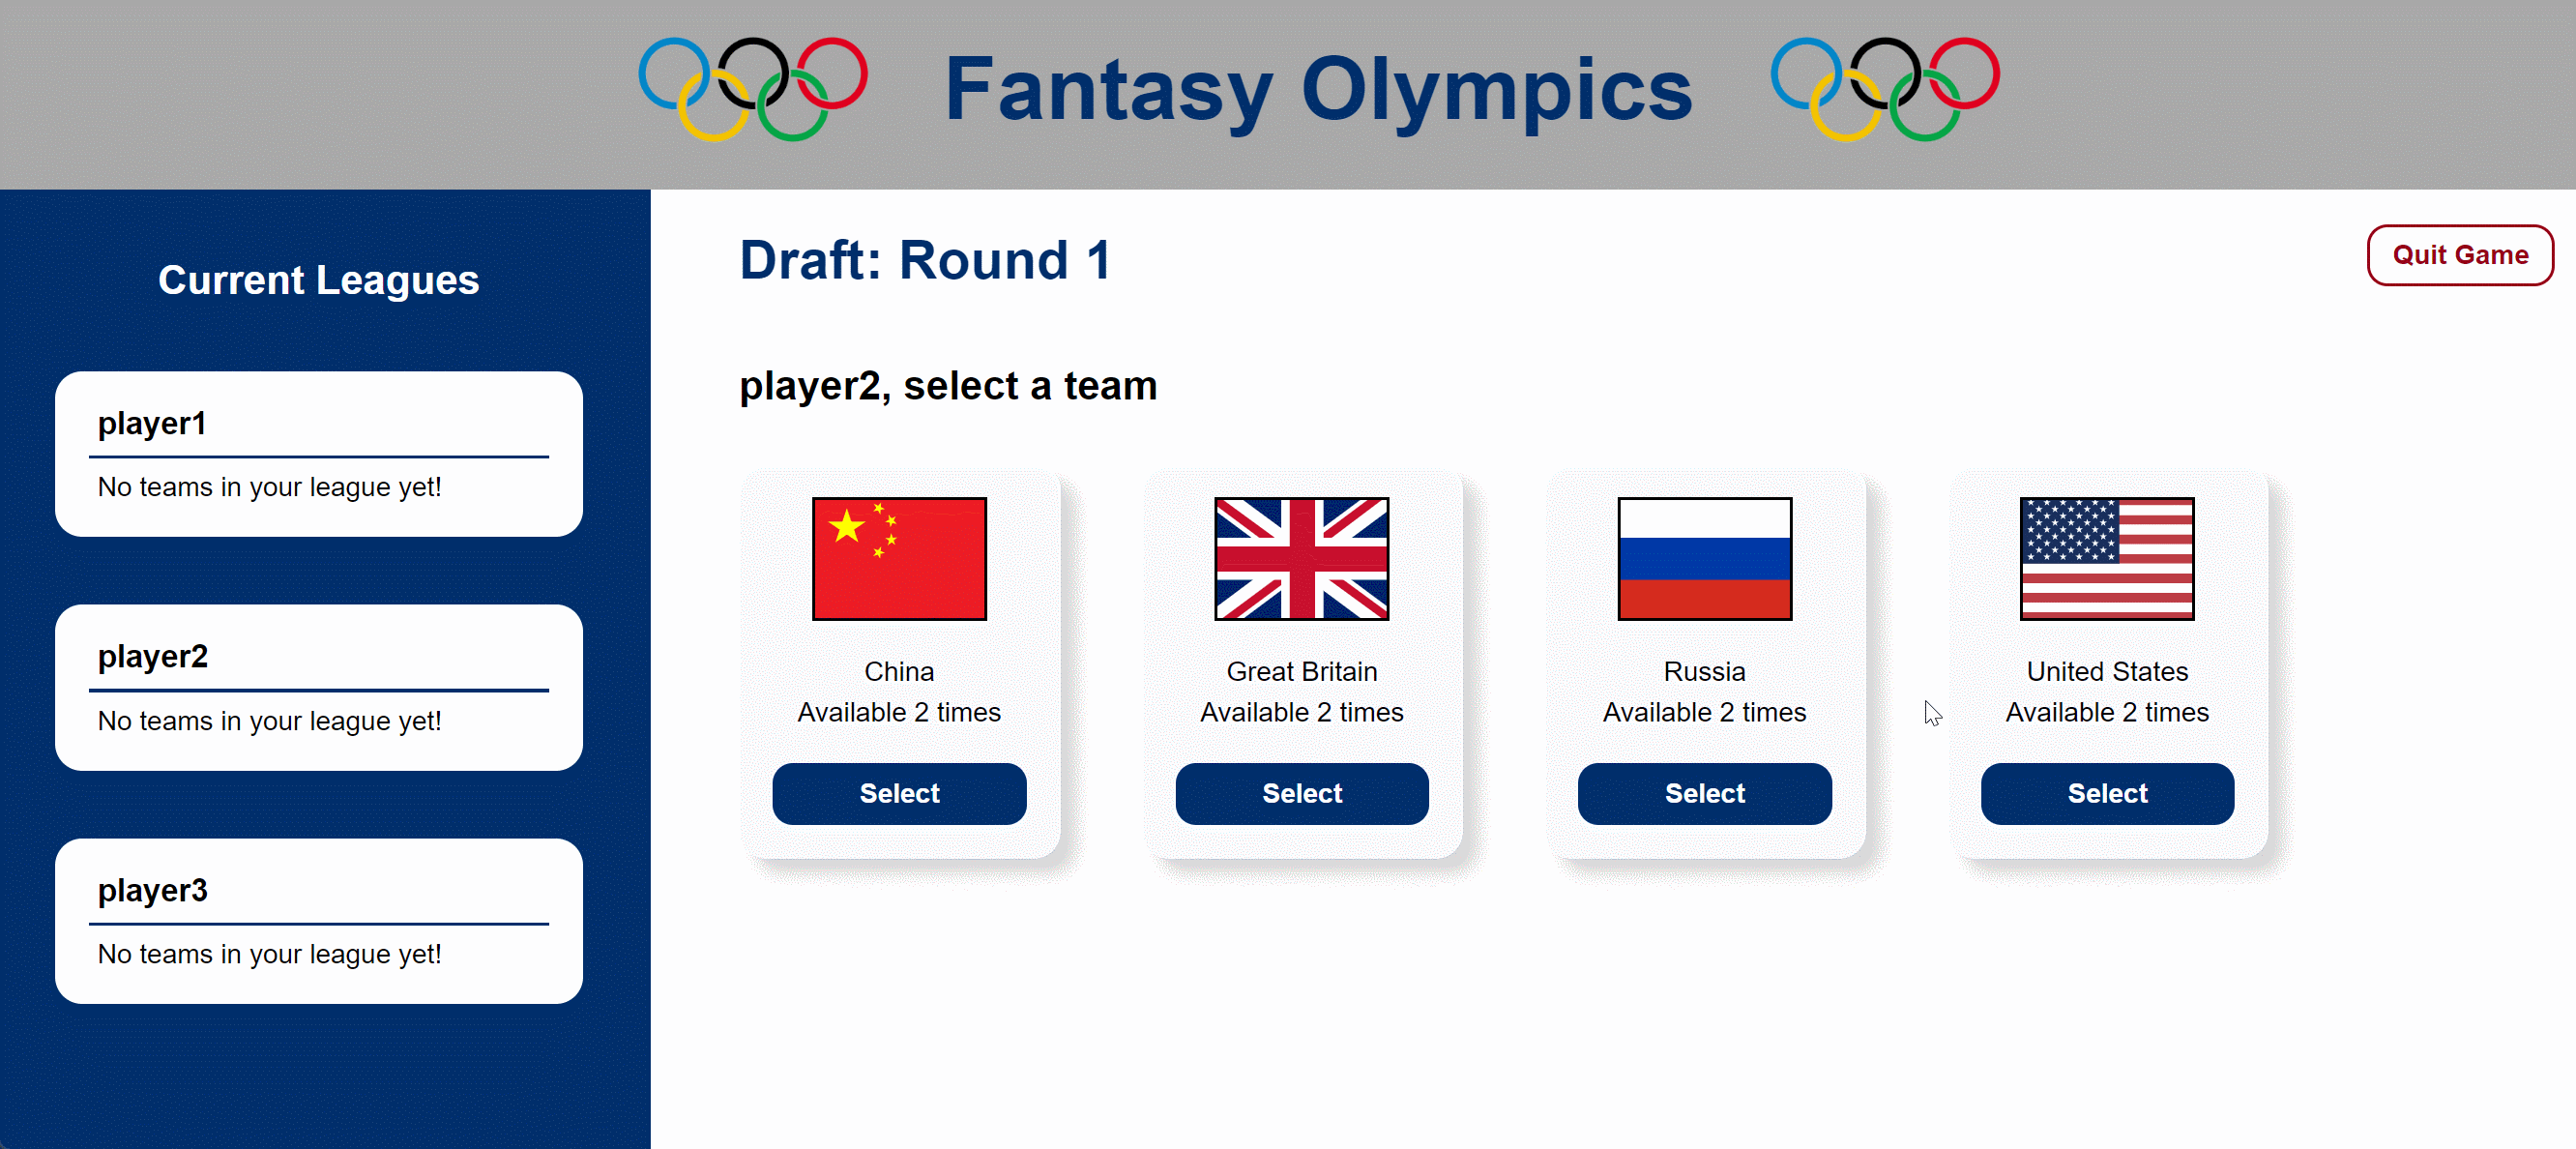 Fantasy Olympics
Current Leagues
player1
No teams in your league yet!
player2
No teams in your league yet!
player3
No teams in your league yet!
Draft: Round 1
Quit Game
player2, select a team
China
Available 2 times
Select
Great Britain
Available 2 times
Select
Russia
Available 2 times
Select
United States
Available 2 times
Select